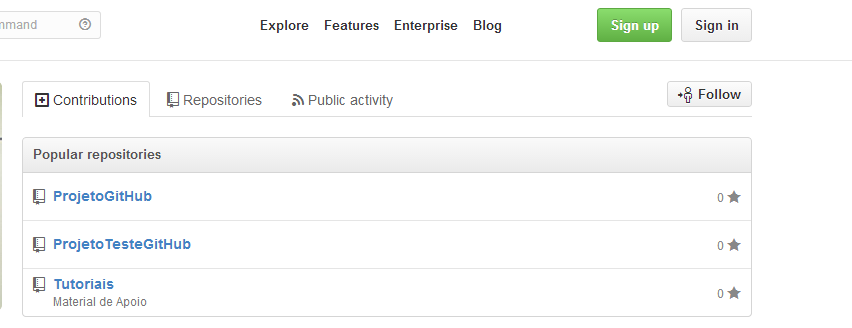 mmand
Explore Features Enterprise Blog Sign up Sign in
Contributions Repositories Public activity Follow
Popular repositories
ProjetoGitHub 0
ProjetoTesteGitHub 0
Tutoriais 0
Material de Apoio